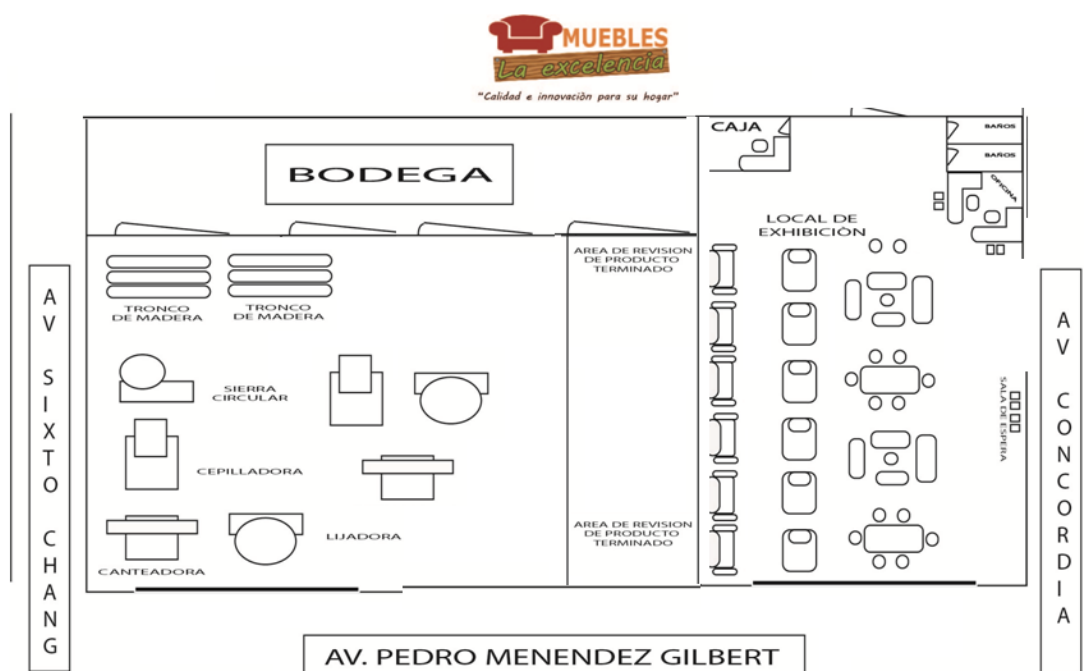 MUEBLES
La excelencia
"Calidad e innovaciòn para su hogar"
CAJA
BAÑOS
BAÑOS
OFICINA
BODEGA
LOCAL DE
EXHIBICIÒN
AREA DE REVISION
DE PRODUCTO
TERMINADO
TRONCO
DE MADERA
TRONCO
DE MADERA
SIERRA
CIRCULAR
CEPILLADORA
LIJADORA
CANTEADORA
AREA DE REVISION
DE PRODUCTO
TERMINADO
SALA DE ESPERA
AV SIXTO CHANG
AV CONCORDIA
AV. PEDRO MENENDEZ GILBERT